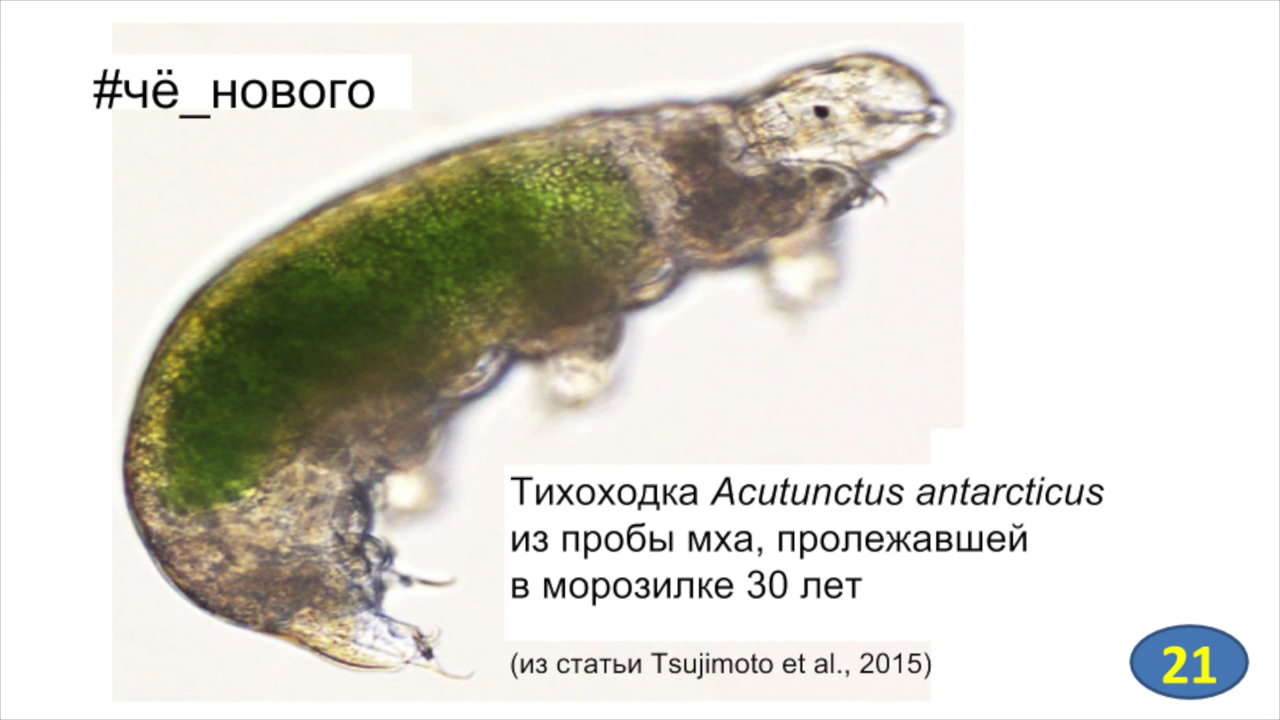 #чё_нового
Тихоходка Acutunctus antarcticus
из пробы мха, пролежавшей
в морозилке 30 лет
(из статьи Tsujimoto et al., 2015)
21